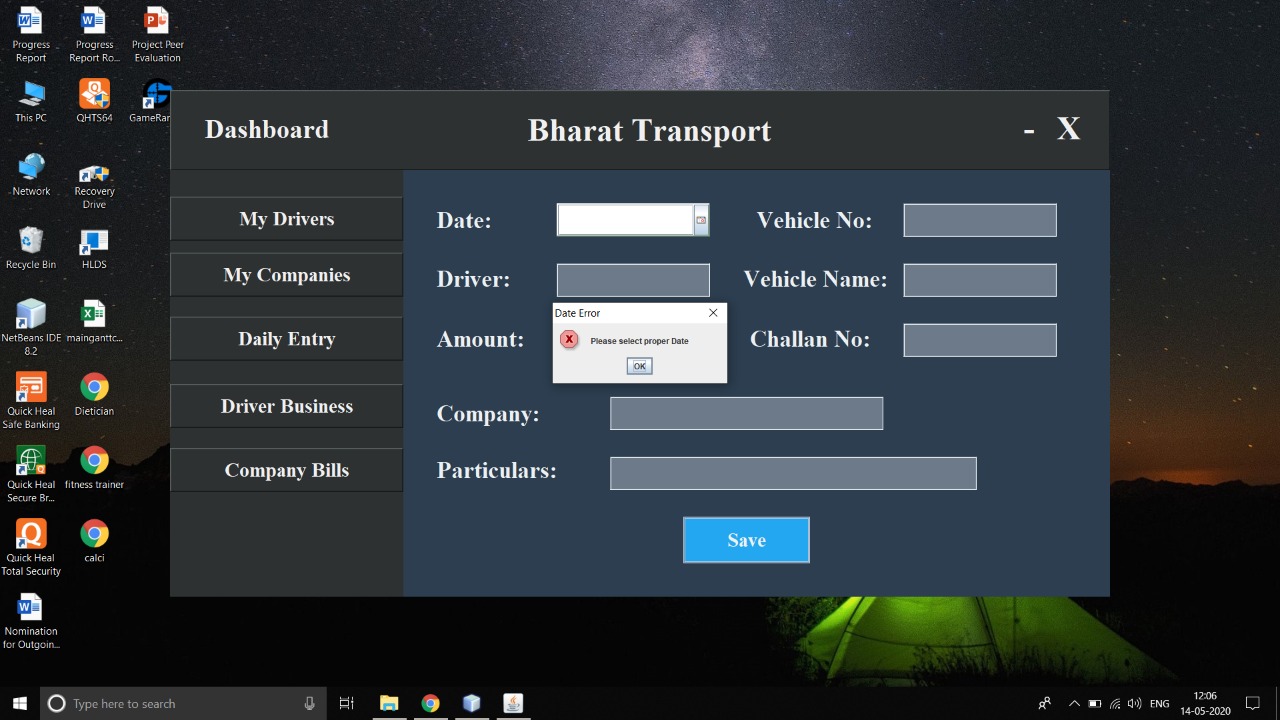 Progress
Report
Progress
Report Ro...
Project Peer
Evaluation
This PC
QHTS64
GameRan
Network
Recovery
Drive
Recycle Bin
HLDS
NetBeans IDE
8.2
mainganttc...
Quick Heal
Safe Banking
Dietician
Quick Heal
Secure Br...
fitness trainer
Quick Heal
Total Security
calci
Nomination
for Outgoin...
Dashboard
Bharat Transport
- X
My Drivers
My Companies
Daily Entry
Driver Business
Company Bills
Date:
Vehicle No:
Driver:
Vehicle Name:
Amount:
Challan No:
Company:
Particulars:
Save
Date Error
Please select proper Date
OK
Type here to search
ENG
12:06
14-05-2020